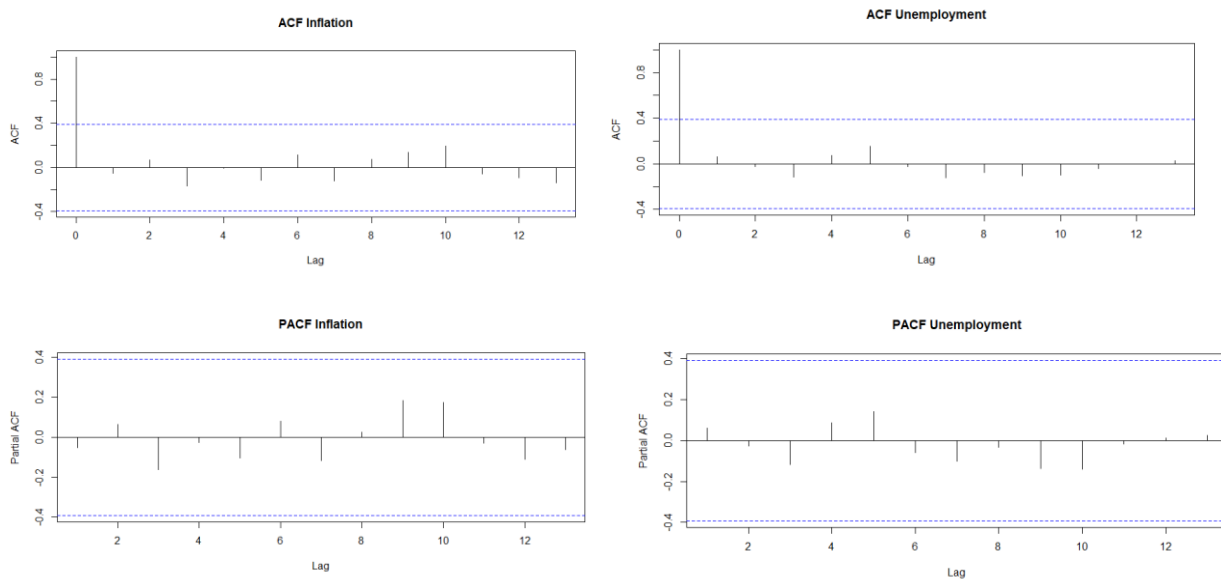 ACF Inflation
ACF
0.8
0.4
0.0
-0.4
0 2 4 6 8 10 12
Lag
ACF Unemployment
ACF
0.8
0.4
0.0
-0.4
0 2 4 6 8 10 12
Lag
PACF Inflation
Partial ACF
0.4
0.2
0.0
-0.2
-0.4
2 4 6 8 10 12
Lag
PACF Unemployment
Partial ACF
0.4
0.2
0.0
-0.2
-0.4
2 4 6 8 10 12
Lag